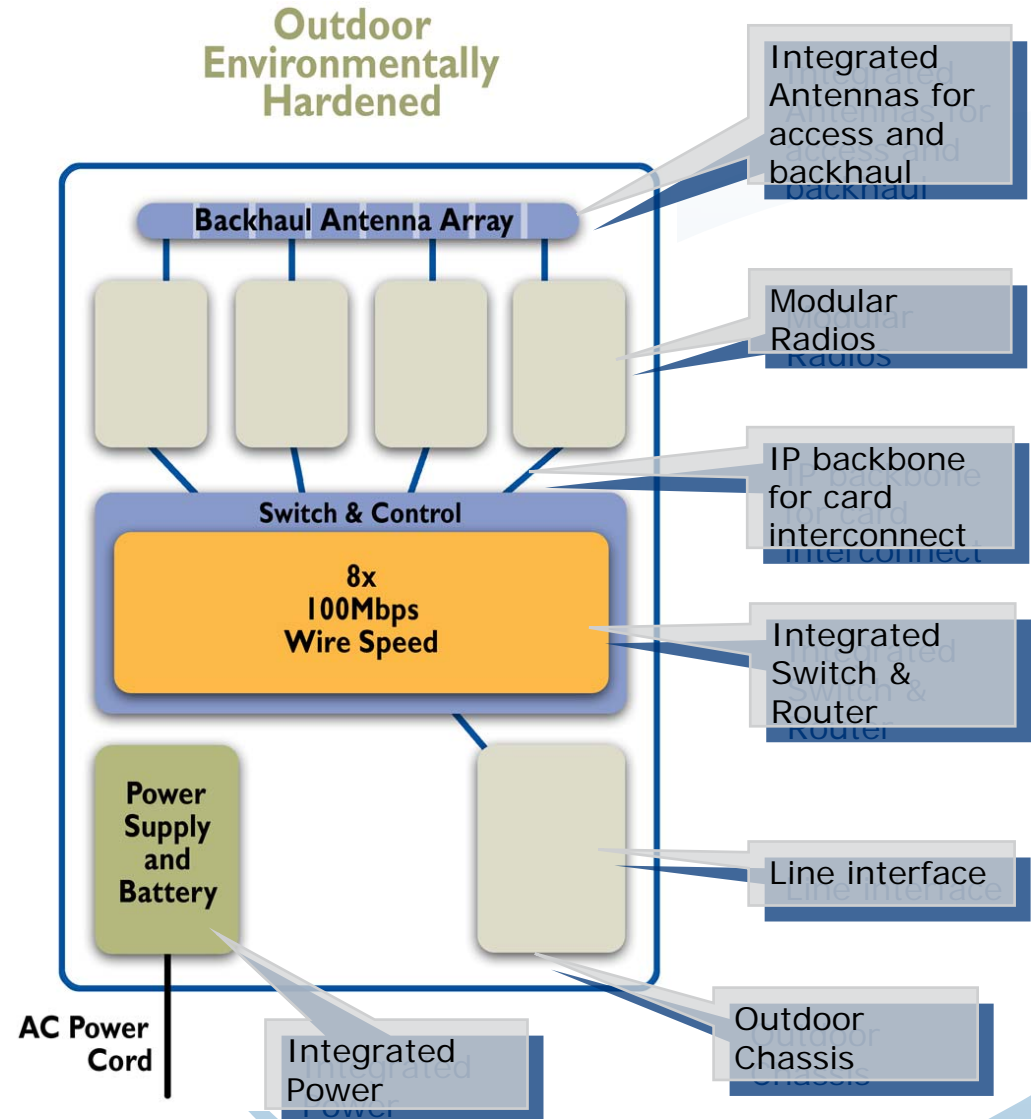 Outdoor
Environmentally
Hardened
Integrated
Antennas for
access and
backhaul
Backhaul Antenna Array
Modular
Radios
IP backbone
for card
interconnect
Switch & Control
8x
100Mbps
Wire Speed
Integrated
Switch &
Router
Power
Supply
and
Battery
Line interface
AC Power
Cord
Integrated
Power
Outdoor
Chassis